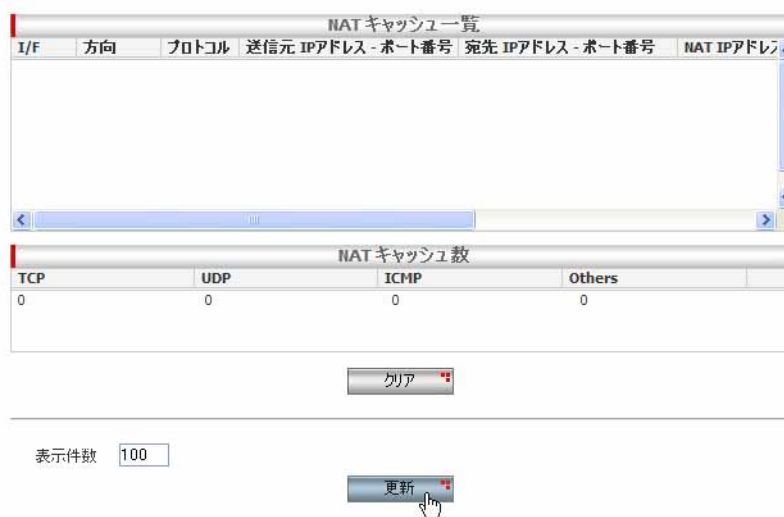 NATキャッシュ一覧
I/F 方向 プロトコル 送信元 IPアドレス - ポート番号 宛先 IPアドレス - ポート番号 NAT IPアドレス
NATキャッシュ数
TCP UDP ICMP Others
0 0 0 0
クリア
表示件数 100
更新